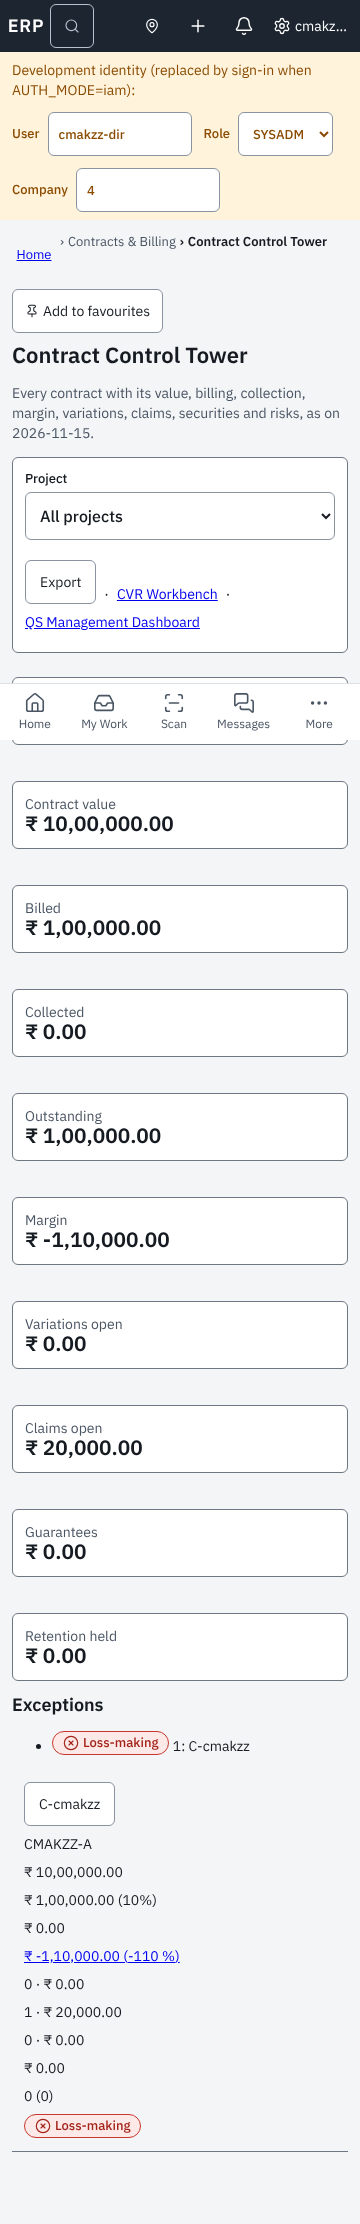 ERP
cmakz...
Development identity (replaced by sign-in when
AUTH_MODE=iam):
User cmakzz-dir Role SYSADM
Company 4
Home › Contracts & Billing › Contract Control Tower
Add to favourites
Contract Control Tower
Every contract with its value, billing, collection,
margin, variations, claims, securities and risks, as on
2026-11-15.
Project
All projects
Export · CVR Workbench ·
QS Management Dashboard
Home My Work Scan Messages More
Contract value
₹ 10,00,000.00
Billed
₹ 1,00,000.00
Collected
₹ 0.00
Outstanding
₹ 1,00,000.00
Margin
₹ -1,10,000.00
Variations open
₹ 0.00
Claims open
₹ 20,000.00
Guarantees
₹ 0.00
Retention held
₹ 0.00
Exceptions
• Loss-making 1: C-cmakzz
C-cmakzz
CMAKZZ-A
₹ 10,00,000.00
₹ 1,00,000.00 (10%)
₹ 0.00
₹ -1,10,000.00 (-110 %)
0 · ₹ 0.00
1 · ₹ 20,000.00
0 · ₹ 0.00
₹ 0.00
0 (0)
Loss-making